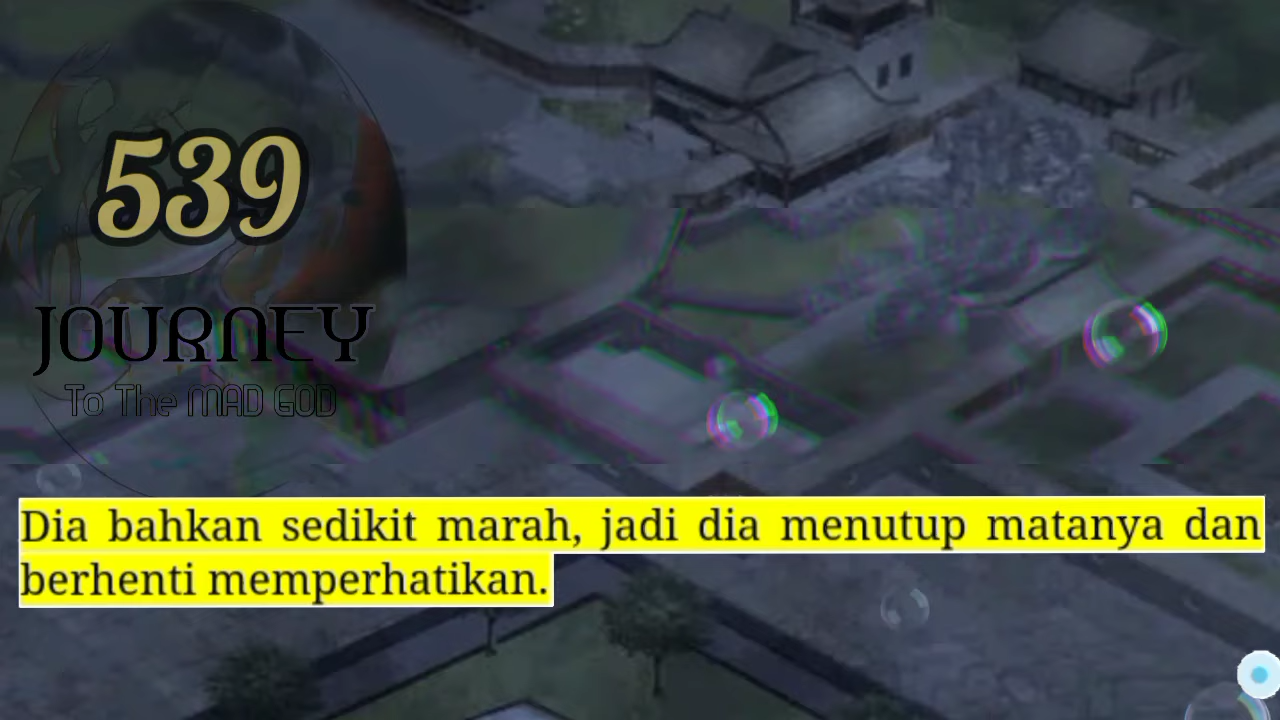 539
JOURNEY
To The MAD GOD
Dia bahkan sedikit marah, jadi dia menutup matanya dan
berhenti memperhatikan.